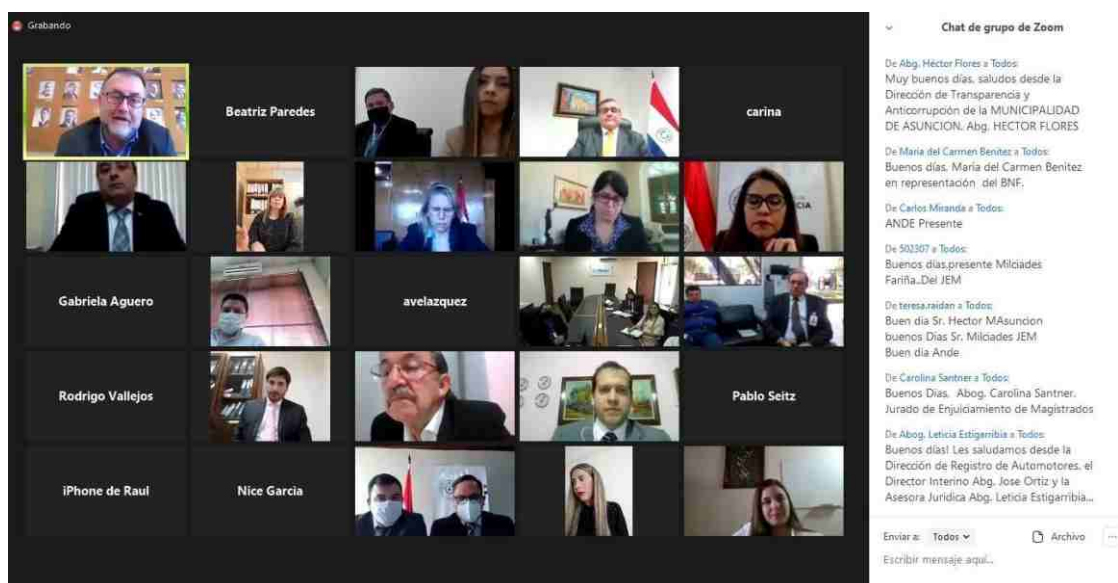 Grabando
Beatriz Paredes
carina
CIA
Gabriela Aguero
avelazquez
Rodrigo Vallejos
Pablo Seitz
iPhone de Raul
Nice Garcia
Chat de grupo de Zoom
De Abg. Héctor Flores a Todos:
Muy buenos días, saludos desde la
Dirección de Transparencia y
Anticorrupción de la MUNICIPALIDAD
DE ASUNCION. Abg. HECTOR FLORES
De Maria del Carmen Benitez a Todos:
Buenos días, Maria del Carmen Benitez
en representación del BNF.
De Carlos Miranda a Todos:
ANDE Presente
De 502307 a Todos:
Buenos días,presente Milciades
Fariña..Del JEM
De teresa.raidan a Todos:
Buen dia Sr. Hector MAsuncion
buenos Dias Sr. Milciades JEM
Buen dia Ande
De Carolina Santner a Todos:
Buenos Dias, Abog. Carolina Santner.
Jurado de Enjuiciamiento de Magistrados
De Abog. Leticia Estigarribia a Todos:
Buenos días! Les saludamos desde la
Dirección de Registro de Automotores, el
Director Interino Abg. Jose Ortiz y la
Asesora Juridica Abg. Leticia Estigarribia...
Enviar a: Todos Archivo ...
Escribir mensaje aquí...